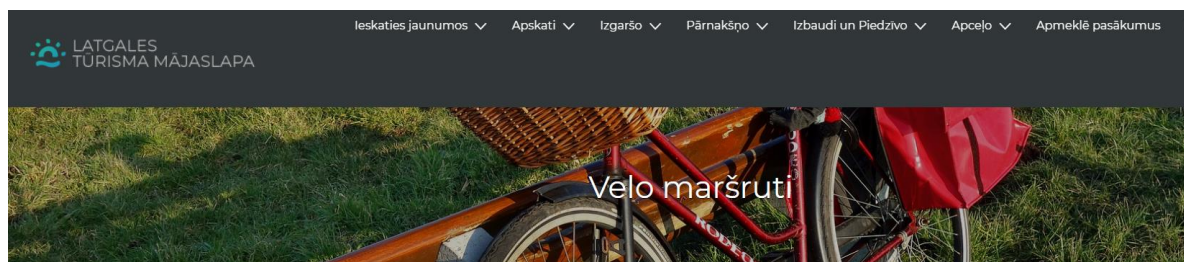 Ieskaties jaunumos Apskati Izgaršo Pārnakšņo Izbaudi un Piedzīvo Apceļo Apmeklē pasākumus
LATGALES
TŪRISMA MĀJASLAPA
Velo maršruti